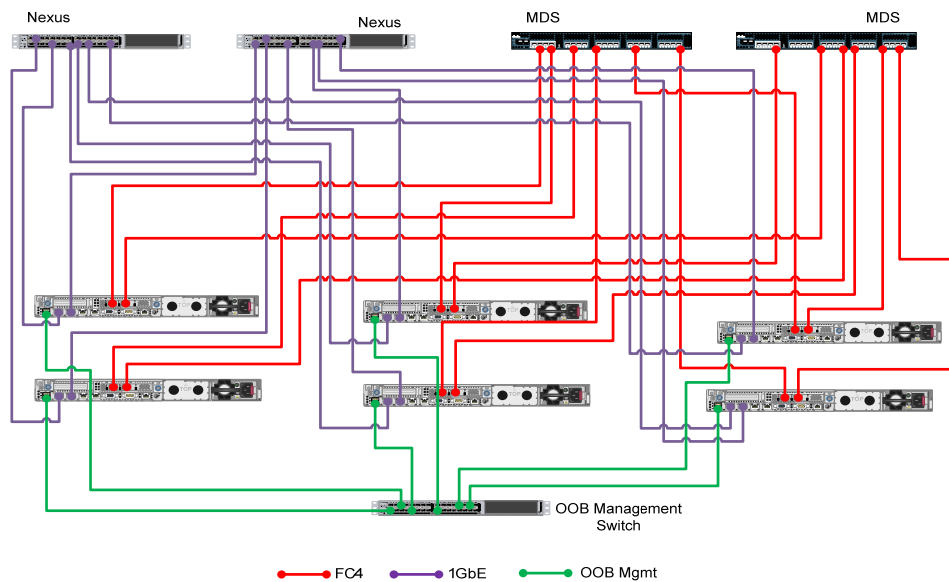 Nexus
Nexus
MDS
MDS
OOB Management
Switch
FC4
1GbE
OOB Mgmt